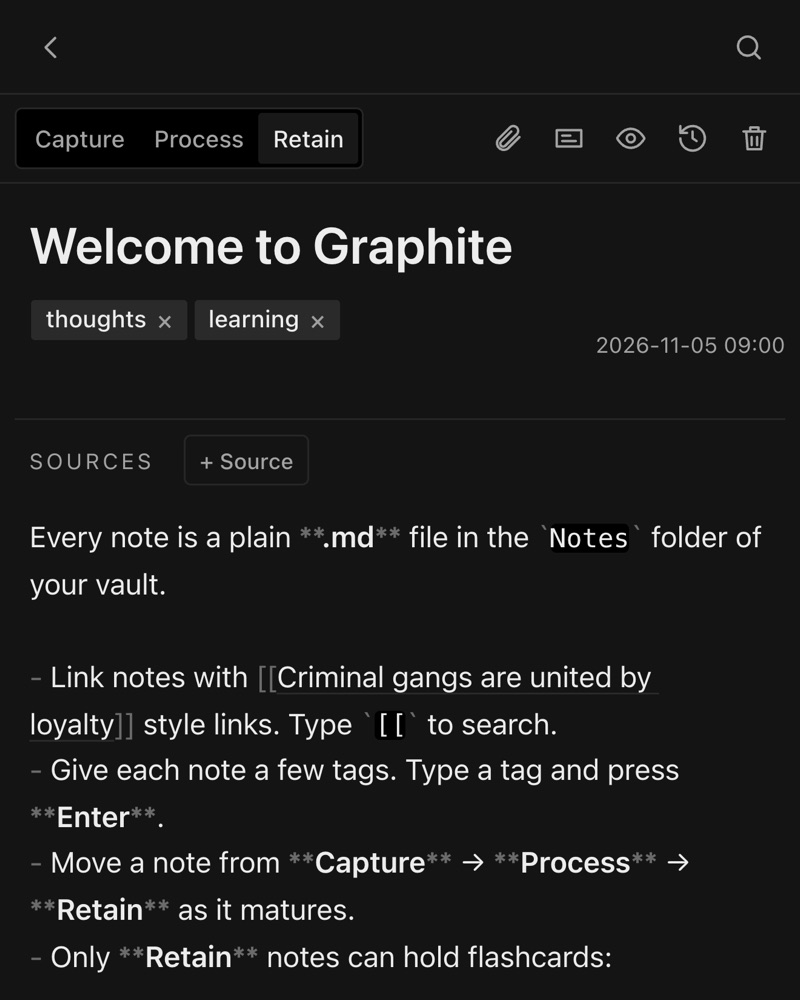 Capture Process Retain
Welcome to Graphite
thoughts × learning ×
2026-11-05 09:00
SOURCES + Source
Every note is a plain **.md** file in the `Notes` folder of
your vault.
- Link notes with [[Criminal gangs are united by
loyalty]] style links. Type `[[` to search.
- Give each note a few tags. Type a tag and press
**Enter**.
- Move a note from **Capture** → **Process** →
**Retain** as it matures.
- Only **Retain** notes can hold flashcards: